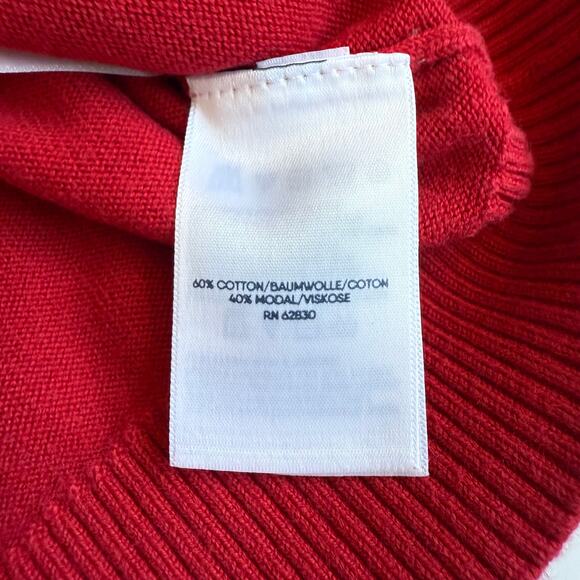 60% COTTON/BAUMWOLLE/COTON
40% MODAL/VISKOSE
RN 62830